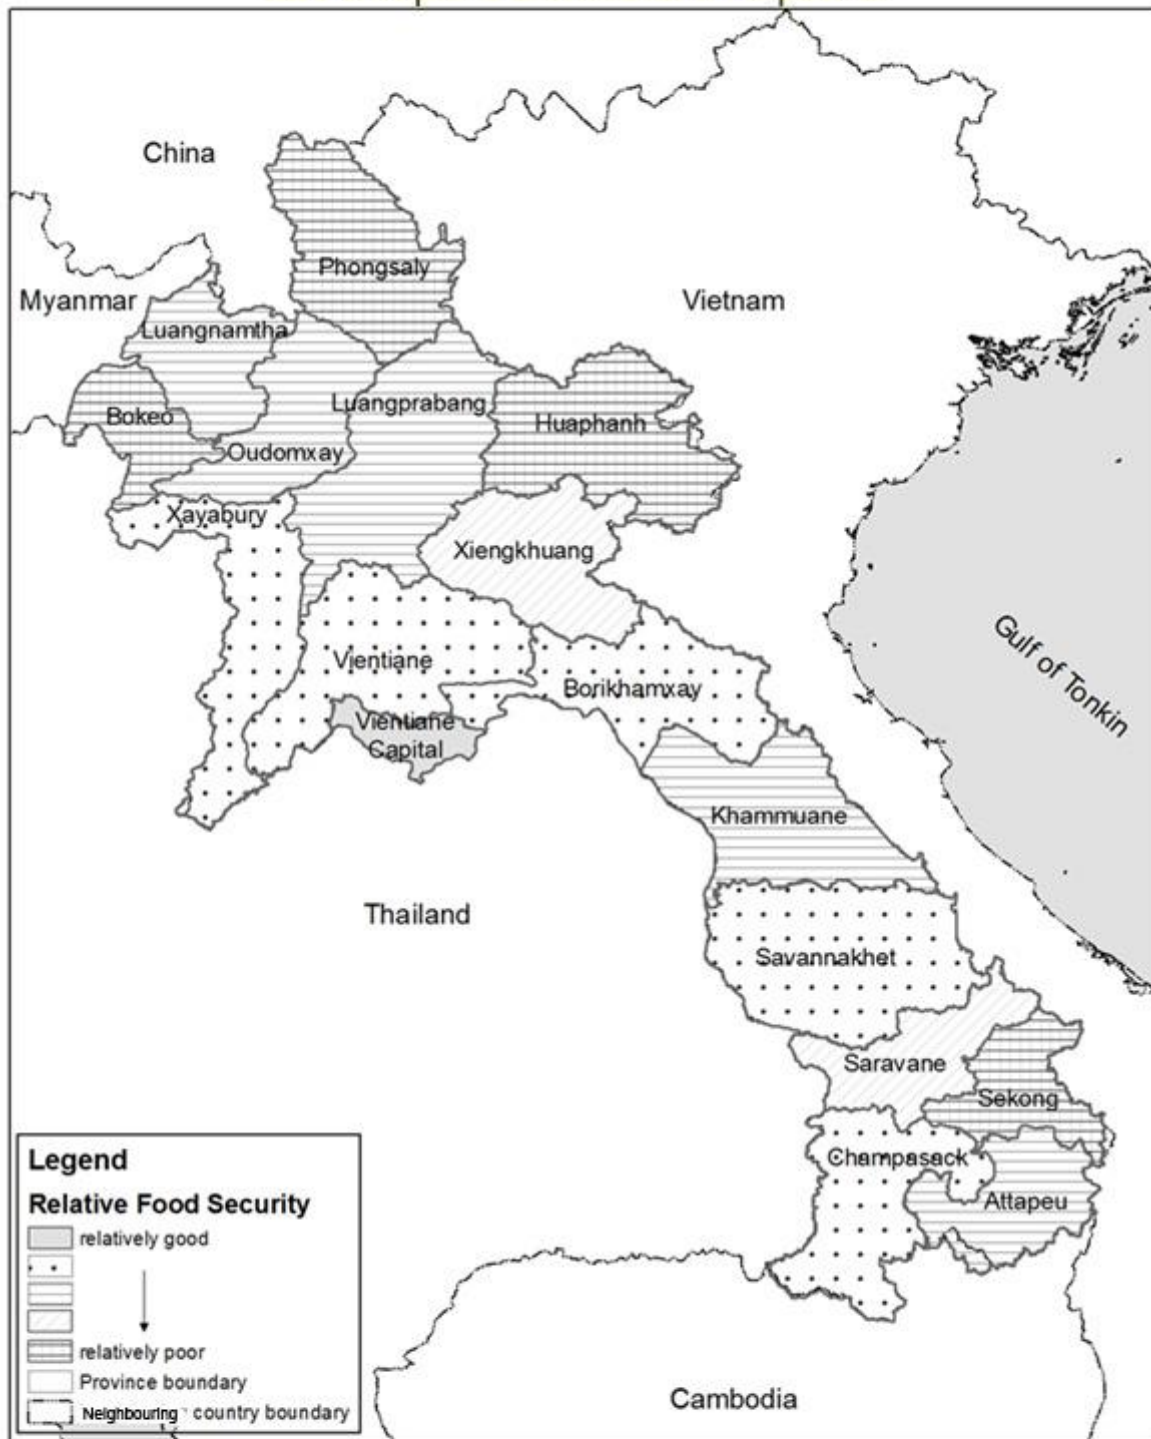 China
Phongsaly
Myanmar
Vietnam
Luangnamtha
Luangprabang
Bokeo
Huaphanh
Oudomxay
Xayabury
Xiengkhuang
Gulf of Tonkin
Vientiane
Borikhamxay
Vientiane
Capital
Khammuane
Thailand
Savannakhet
Saravane
Sekong
Champasack
Attapeu
Legend
Relative Food Security
relatively good
relatively poor
Province boundary
Neighbouring country boundary
Cambodia